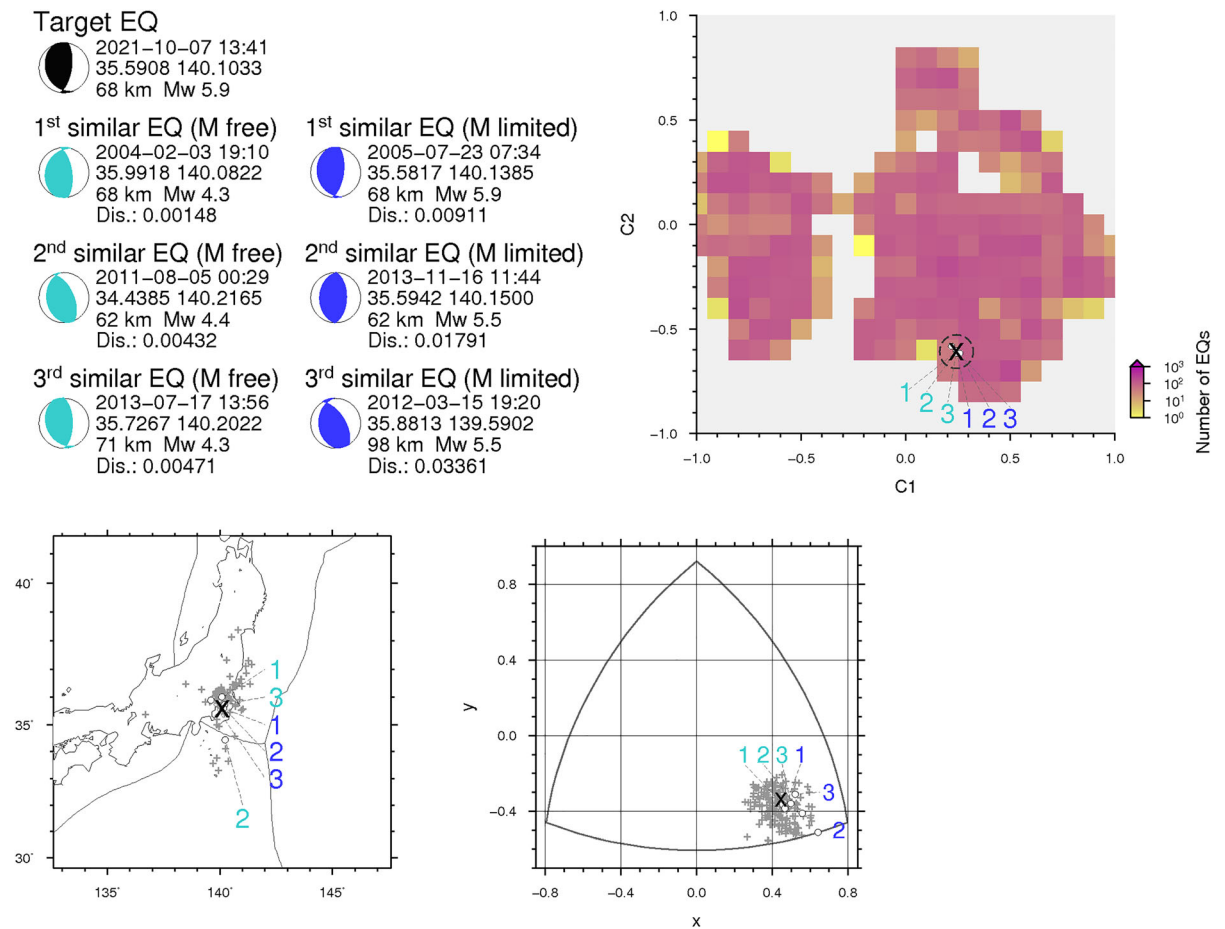 Target EQ
2021-10-07 13:41
35.5908 140.1033
68 km Mw 5.9
1st similar EQ (M free)
2004-02-03 19:10
35.9918 140.0822
68 km Mw 4.3
Dis.: 0.00148
1st similar EQ (M limited)
2005-07-23 07:34
35.5817 140.1385
68 km Mw 5.9
Dis.: 0.00911
2nd similar EQ (M free)
2011-08-05 00:29
34.4385 140.2165
62 km Mw 4.4
Dis.: 0.00432
2nd similar EQ (M limited)
2013-11-16 11:44
35.5942 140.1500
62 km Mw 5.5
Dis.: 0.01791
3rd similar EQ (M free)
2013-07-17 13:56
35.7267 140.2022
71 km Mw 4.3
Dis.: 0.00471
3rd similar EQ (M limited)
2012-03-15 19:20
35.8813 139.5902
98 km Mw 5.5
Dis.: 0.03361
1.0
0.5
0.0
−0.5
−1.0
C2
X
1
2
3
1 2 3
−1.0 −0.5 0.0 0.5 1.0
C1
10³
10²
10¹
10⁰
Number of EQs
40°
35°
30°
X
1
3
1
2
3
2
135° 140° 145°
0.8
0.4
0.0
−0.4
y
1 2 3 1
X
3
2
−0.8 −0.4 0.0 0.4 0.8
x